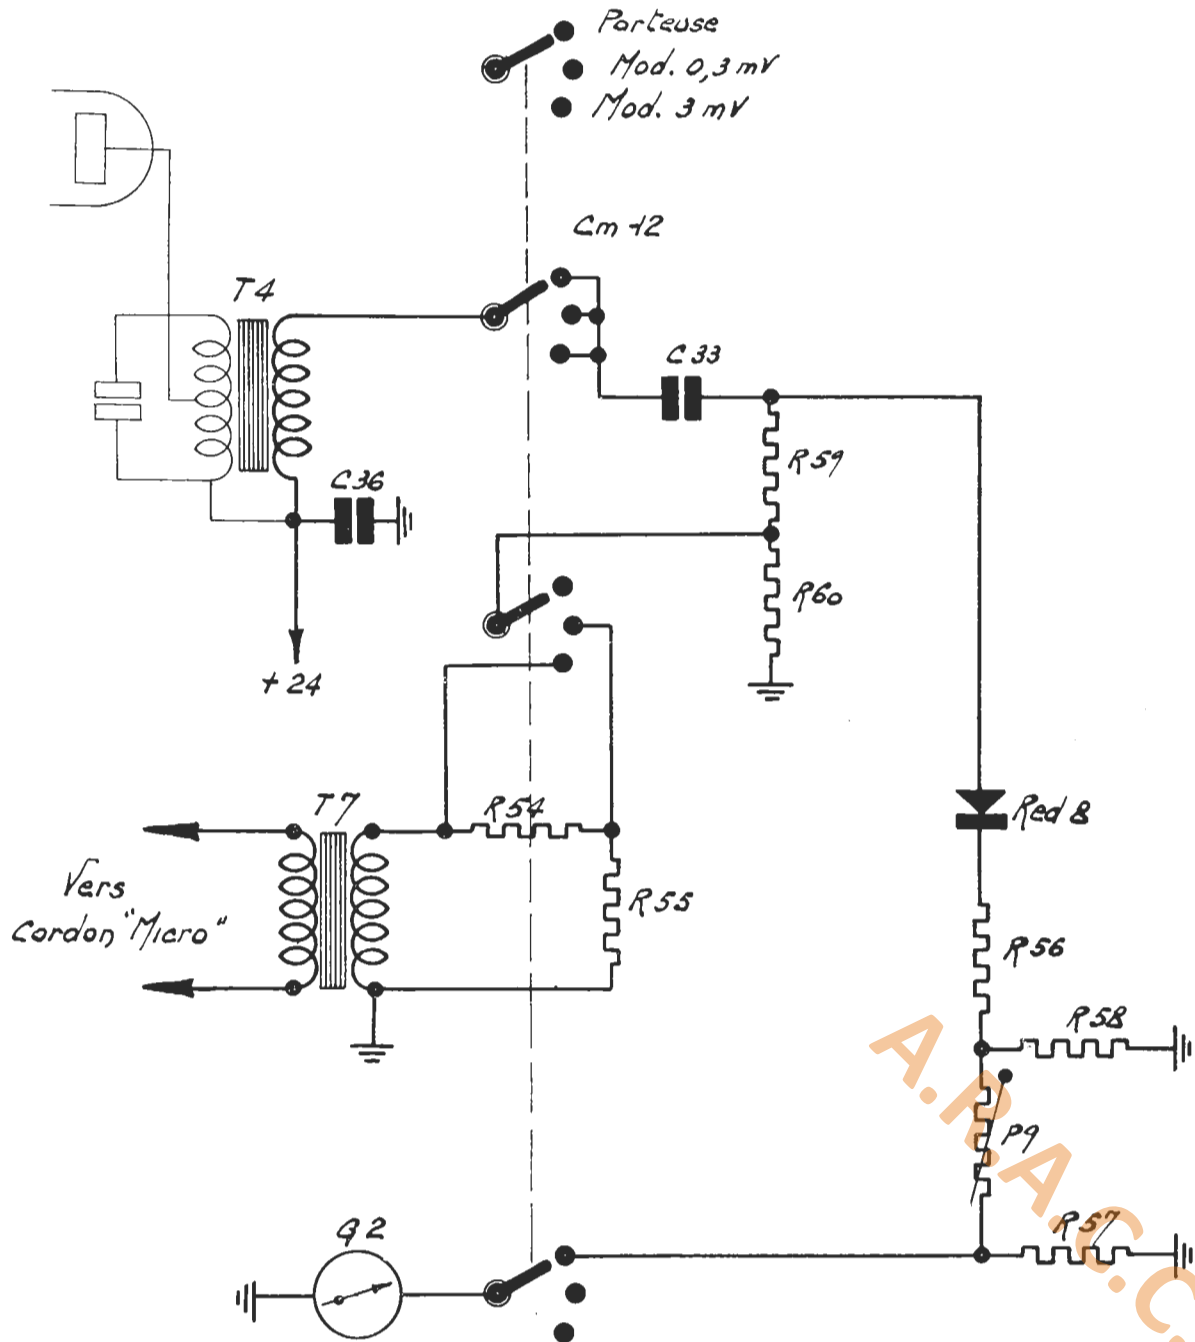 Porteuse
Mod. 0,3 mV
Mod. 3 mV
Cm 12
T4
C 33
R59
C36
R60
+ 24
T7
R54
Red 8
Vers
Cordon "Micro"
R55
R56
R58
P9
R57
G2
A.R.A.C.C.